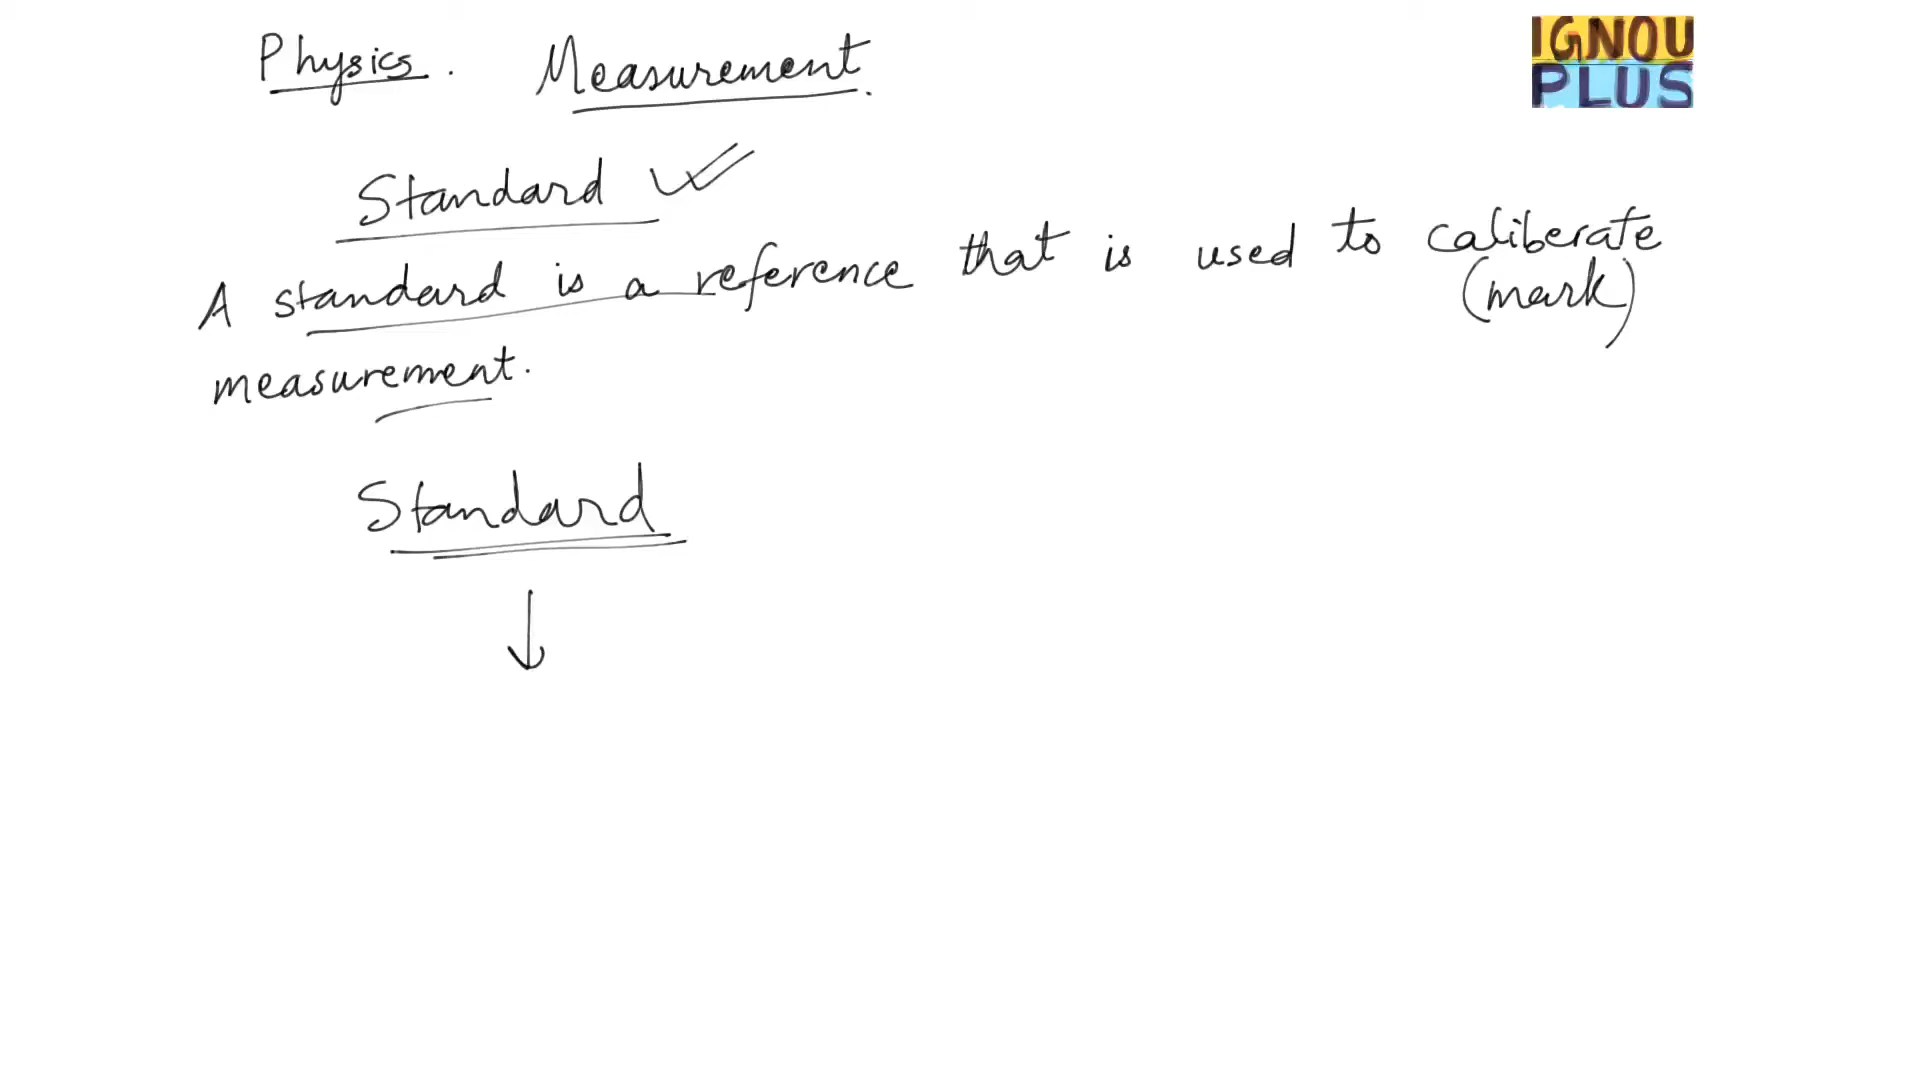 Physics. Measurement.
IGNOU
PLUS
Standard
A standard is a reference that is used to caliberate
(mark)
measurement.
Standard